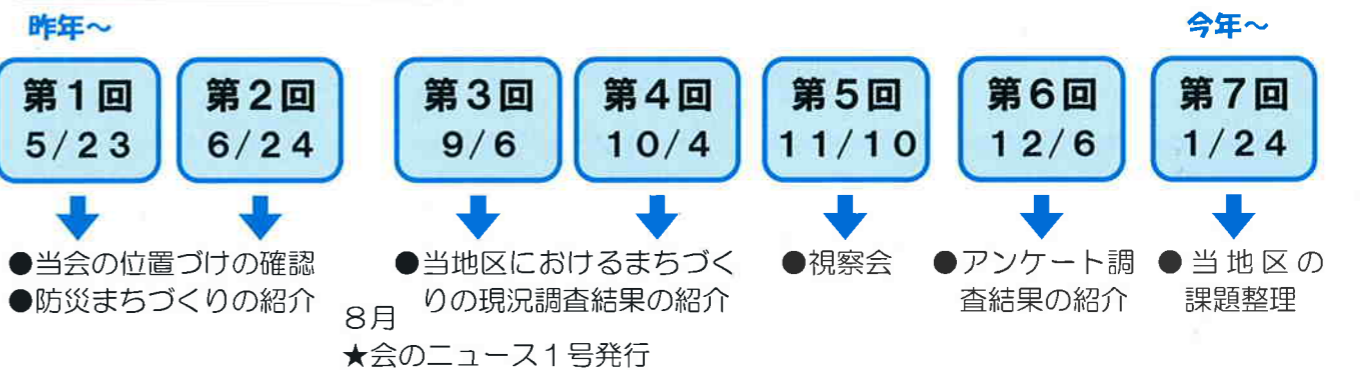 昨年~
今年~
第1回
5/23
第2回
6/24
第3回
9/6
第4回
10/4
第5回
11/10
第6回
12/6
第7回
1/24
●当会の位置づけの確認
●防災まちづくりの紹介
8月
★会のニュース1号発行
●当地区におけるまちづく
りの現況調査結果の紹介
●視察会
●アンケート調
査結果の紹介
●当地区の
課題整理